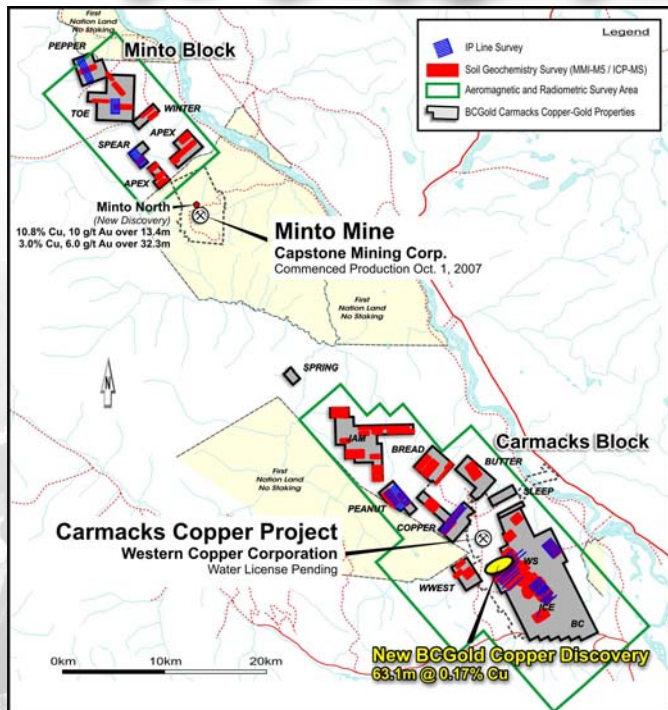 First
Nation Land
No Staking
Minto Block
PEPPER
TOE
WINTER
APEX
SPEAR
APEX
Minto North
(New Discovery)
10.8% Cu, 10 g/t Au over 13.4m
3.0% Cu, 6.0 g/t Au over 32.3m
Minto Mine
Capstone Mining Corp.
Commenced Production Oct. 1, 2007
Legend
IP Line Survey
Soil Geochemistry Survey (MMI-M5 / ICP-MS)
Aeromagnetic and Radiometric Survey Area
BCGold Carmacks Copper-Gold Properties
First
Nation Land
No Staking
N
SPRING
JAM
BREAD
Carmacks Block
BUTTER
SLEEP
First
Nation Land
No Staking
PEANUT
COPPER
Carmacks Copper Project
Western Copper Corporation
Water License Pending
WWEST
WS
ICE
BC
New BCGold Copper Discovery
63.1m @ 0.17% Cu
0km
10km
20km